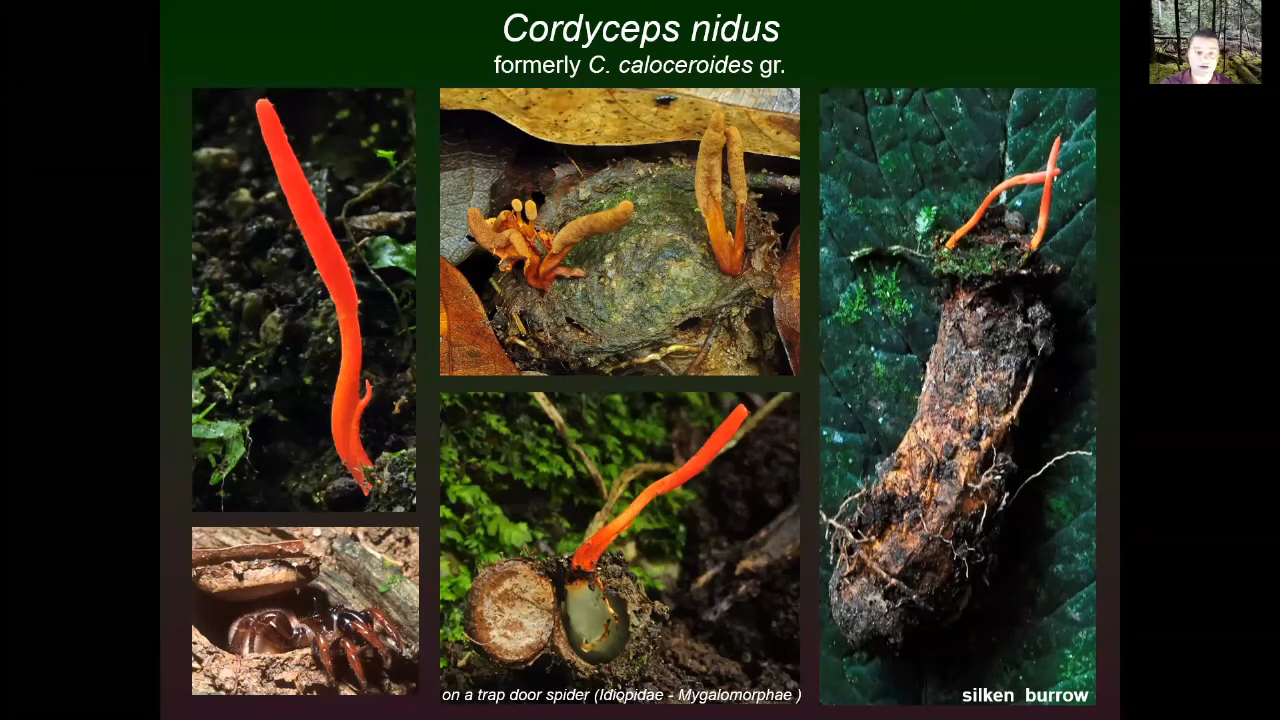 Cordyceps nidus
formerly C. caloceroides gr.
on a trap door spider (Idiopidae - Mygalomorphae )
silken burrow